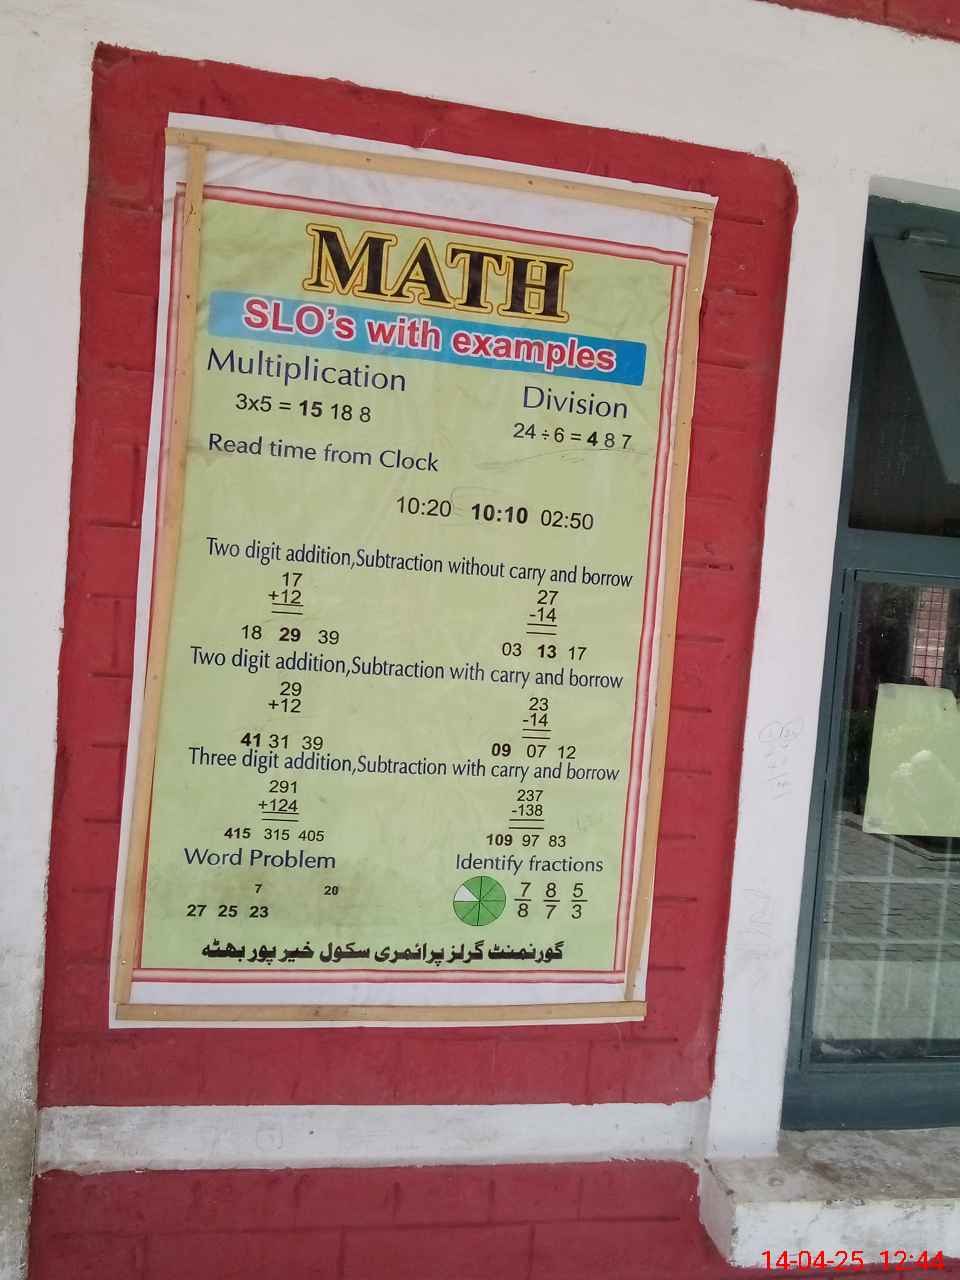 MATH
SLO's with examples
Multiplication
3x5 = 15 18 8
Division
24 ÷ 6 = 4 8 7
Read time from Clock
10:20 10:10 02:50
Two digit addition,Subtraction without carry and borrow
17
+12
18 29 39
27
-14
03 13 17
Two digit addition,Subtraction with carry and borrow
29
+12
41 31 39
23
-14
09 07 12
Three digit addition,Subtraction with carry and borrow
291
+124
415 315 405
237
-138
109 97 83
Word Problem
7 20
27 25 23
Identify fractions
7/8 8/7 5/3
گورنمنٹ گرلز پرائمری سکول خیر پور بھٹہ
14-04-25 12:44